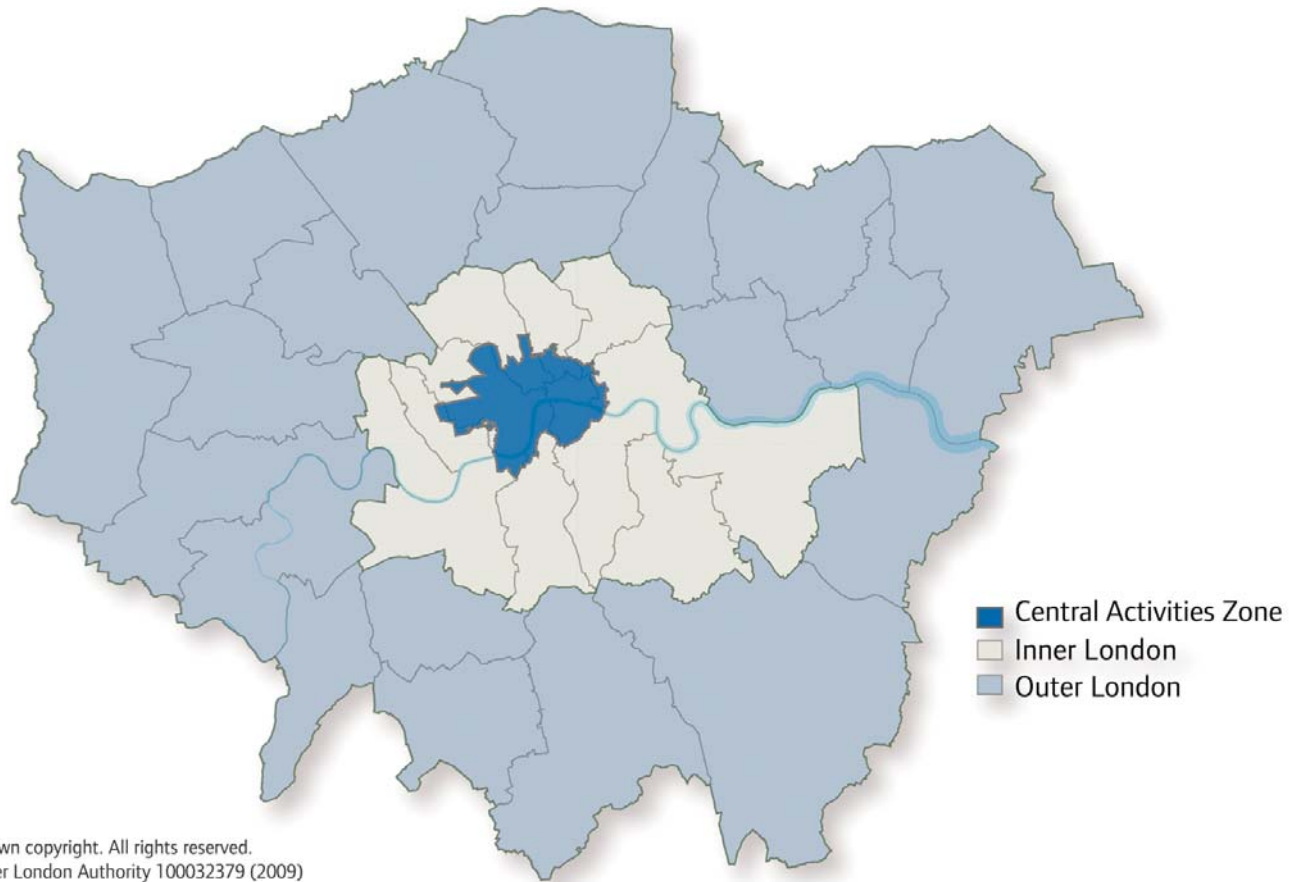 Central Activities Zone
Inner London
Outer London
wn copyright. All rights reserved.
er London Authority 100032379 (2009)